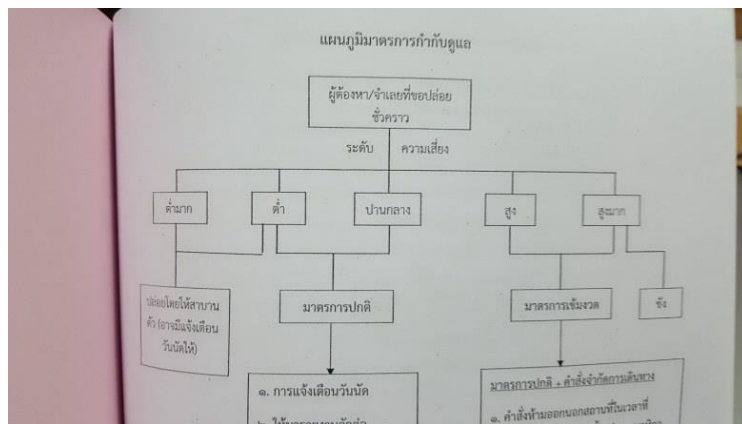 แผนภูมิมาตรการกำกับดูแล
ผู้ต้องหา/จำเลยที่ขอปล่อย
ชั่วคราว
ระดับ ความเสี่ยง
ต่ำมาก ต่ำ ปานกลาง สูง สูงมาก
ปล่อยโดยให้สาบาน
ตัว (อาจมีแจ้งเตือน
วันนัดให้)
มาตรการปกติ
มาตรการเข้มงวด
ขัง
๑. การแจ้งเตือนวันนัด
มาตรการปกติ + คำสั่งจำกัดการเดินทาง
๑. คำสั่งห้ามออกนอกสถานที่ในเวลาที่